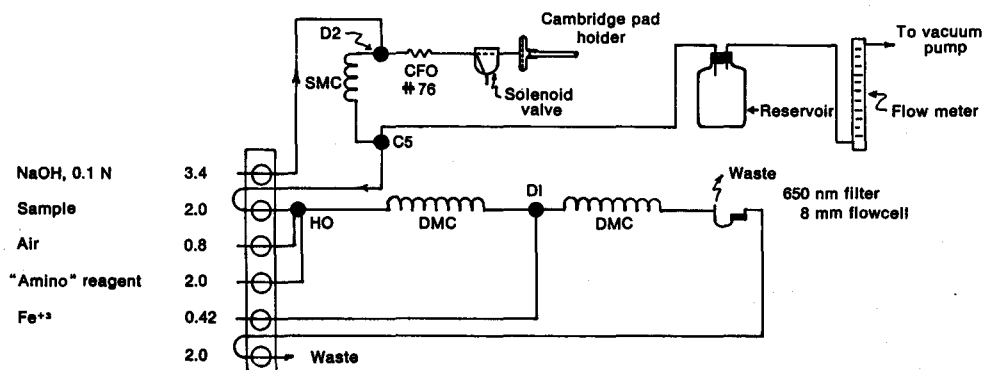 Cambridge pad
holder
D2
To vacuum
pump
SMC
CFO
# 76
Solenoid
valve
Reservoir
Flow meter
C5
NaOH, 0.1 N 3.4
Waste
650 nm filter
8 mm flowcell
Sample 2.0
DI
HO
DMC
DMC
Air 0.8
"Amino" reagent 2.0
Fe+3 0.42
2.0 Waste